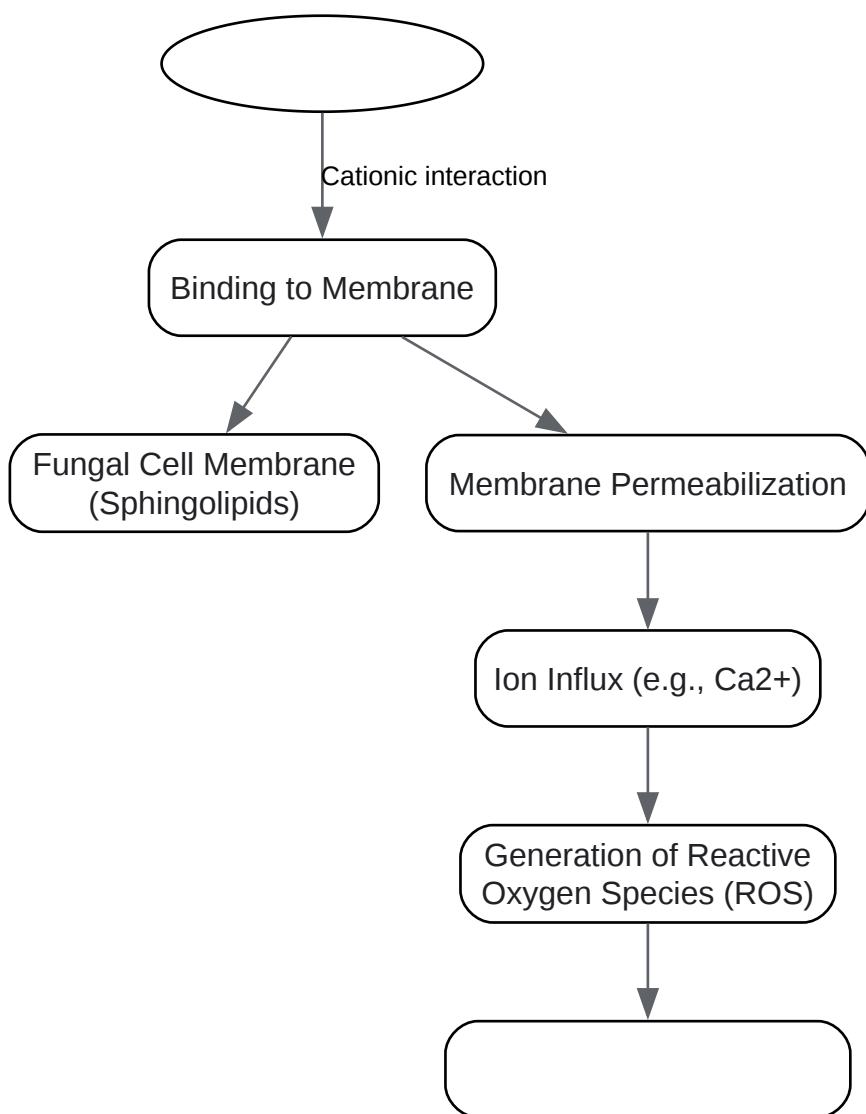 Cationic interaction
Binding to Membrane
Fungal Cell Membrane
(Sphingolipids)
Membrane Permeabilization
Ion Influx (e.g., Ca2+)
Generation of Reactive
Oxygen Species (ROS)